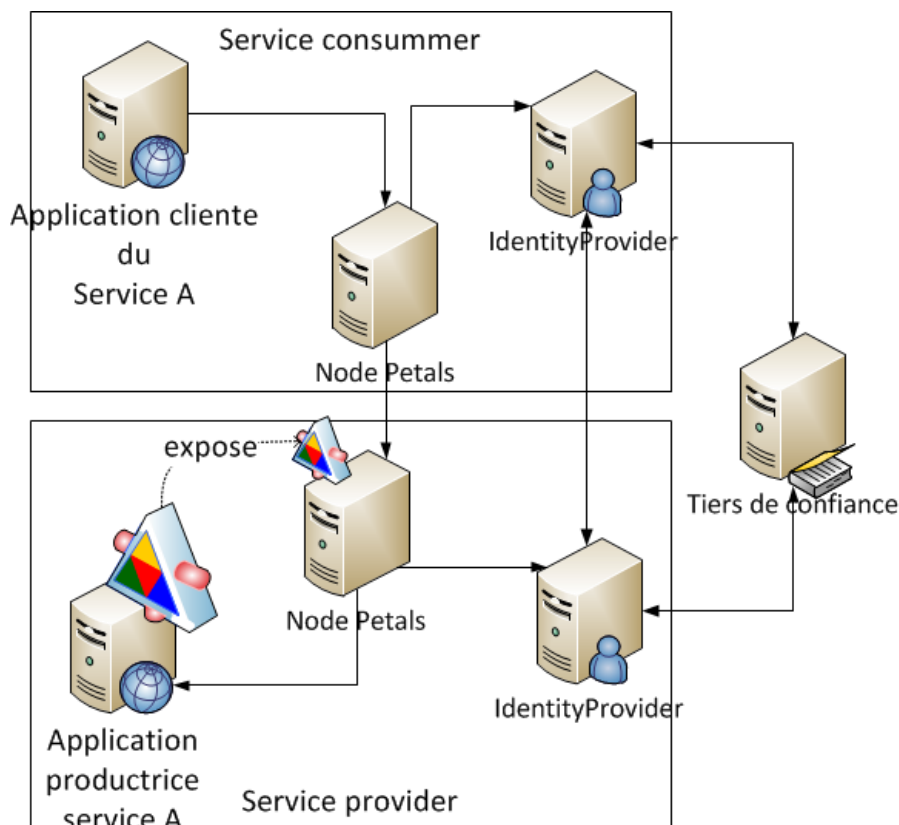 Service consummer
Application cliente
du
Service A
IdentityProvider
Node Petals
expose
Tiers de confiance
Node Petals
IdentityProvider
Application
productrice
service A
Service provider